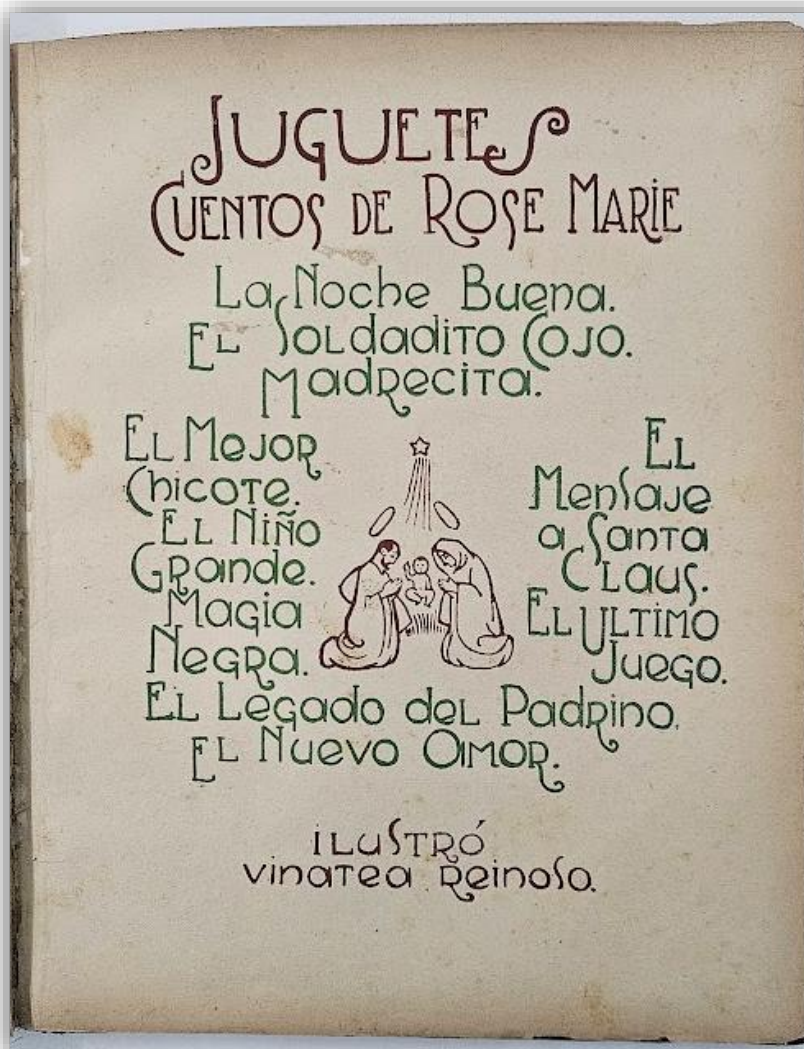 JUGUETES
CUENTOS DE ROSE MARIE
La Noche Buena.
El Soldadito Cojo.
Madrecita.
El Mejor
Chicote.
El Niño
Grande.
Magia
Negra.
El
Mensaje
a Santa
Claus.
El Ultimo
Juego.
El Legado del Padrino.
El Nuevo Amor.
ilustró
vinatea reinoso.